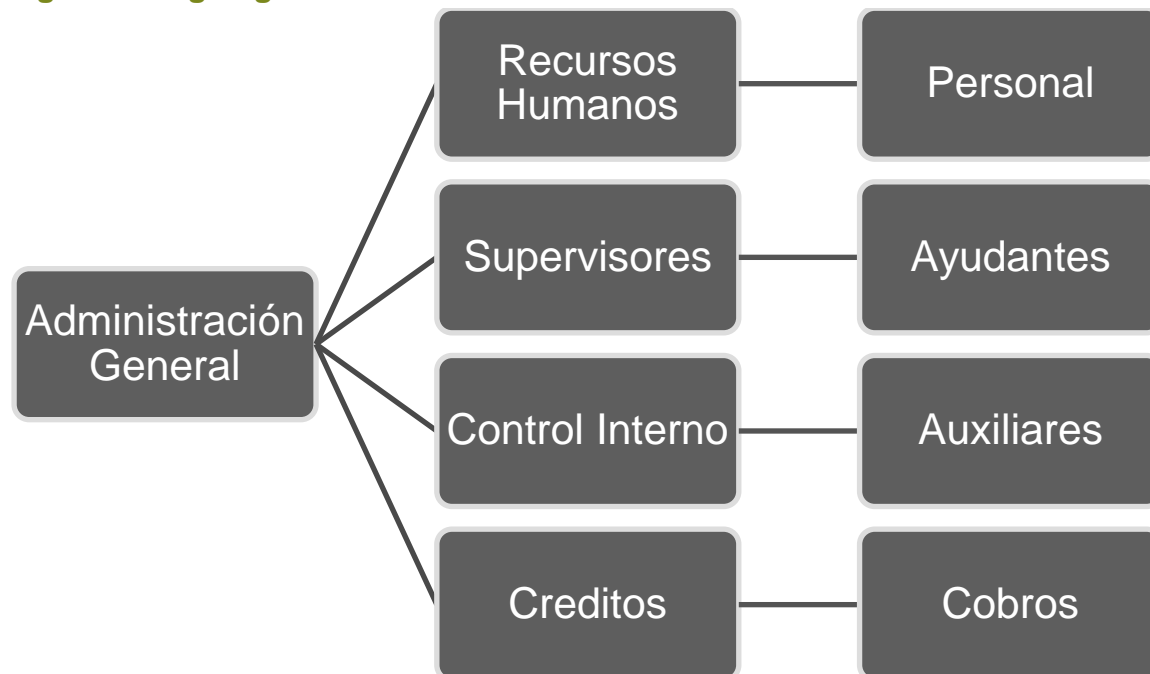 Recursos
Humanos
Personal
Supervisores
Ayudantes
Administración
General
Control Interno
Auxiliares
Creditos
Cobros